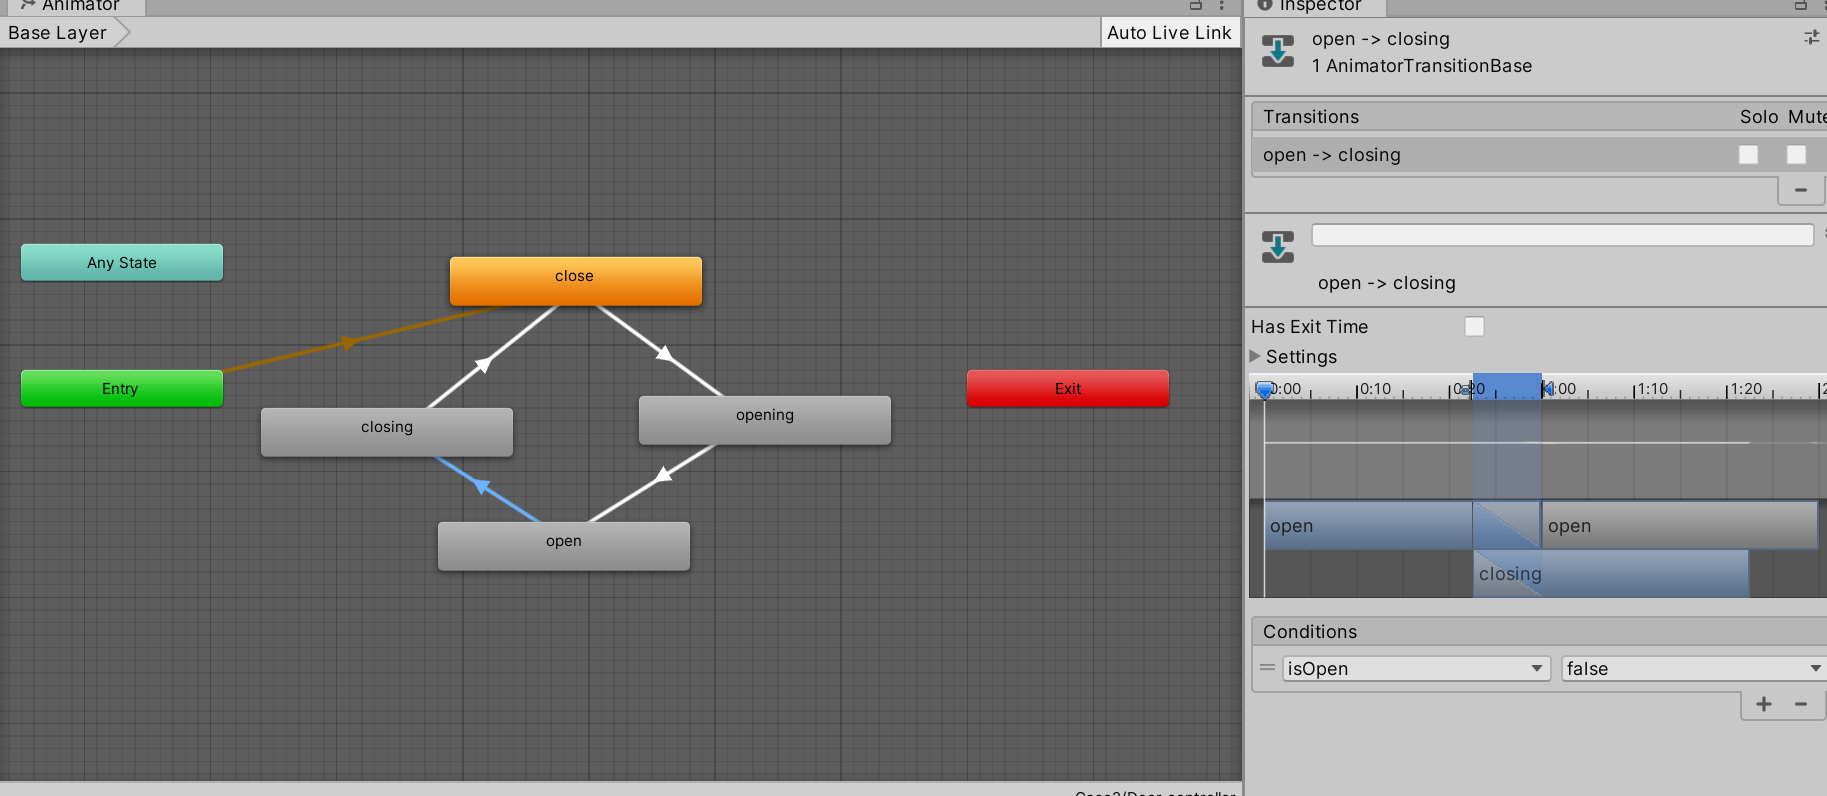 Animator
Base Layer
Auto Live Link
Any State
Entry
close
closing
opening
open
Exit
Inspector
open -> closing
1 AnimatorTransitionBase
Transitions
Solo Mute
open -> closing
open -> closing
Has Exit Time
Settings
0:00 0:10 0:20 1:00 1:10 1:20
open open
closing
Conditions
isOpen false